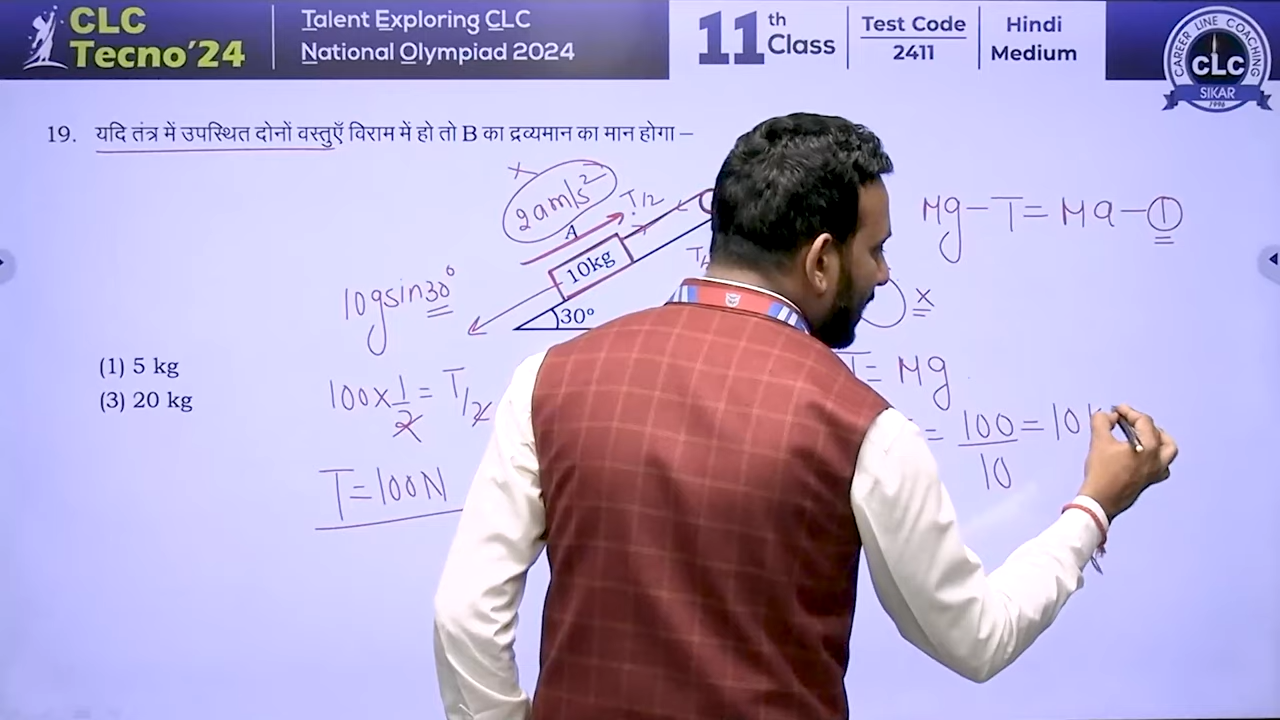 CLC
Tecno'24
Talent Exploring CLC
National Olympiad 2024
11th Class
Test Code
2411
Hindi
Medium
CAREER LINE COACHING
CLC
SIKAR
1996
19. यदि तंत्र में उपस्थित दोनों वस्तुएँ विराम में हो तो B का द्रव्यमान का मान होगा –
2am/s²
T/2
A
10kg
30°
10gsin30°
Mg-T=Ma-①
x
(1) 5 kg
(3) 20 kg
100×1/2=T/2
T=100N
T=Mg
=100/10=10